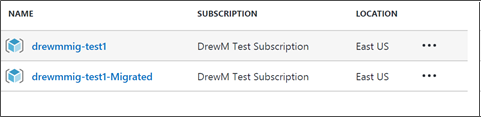 NAME SUBSCRIPTION LOCATION
drewmmig-test1 DrewM Test Subscription East US ...
drewmmig-test1-Migrated DrewM Test Subscription East US ...